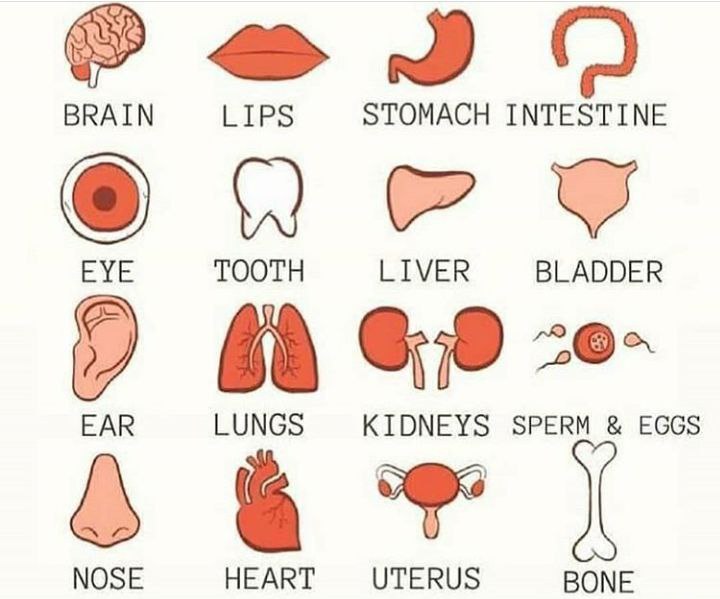 BRAIN LIPS STOMACH INTESTINE
EYE TOOTH LIVER BLADDER
EAR LUNGS KIDNEYS SPERM & EGGS
NOSE HEART UTERUS BONE